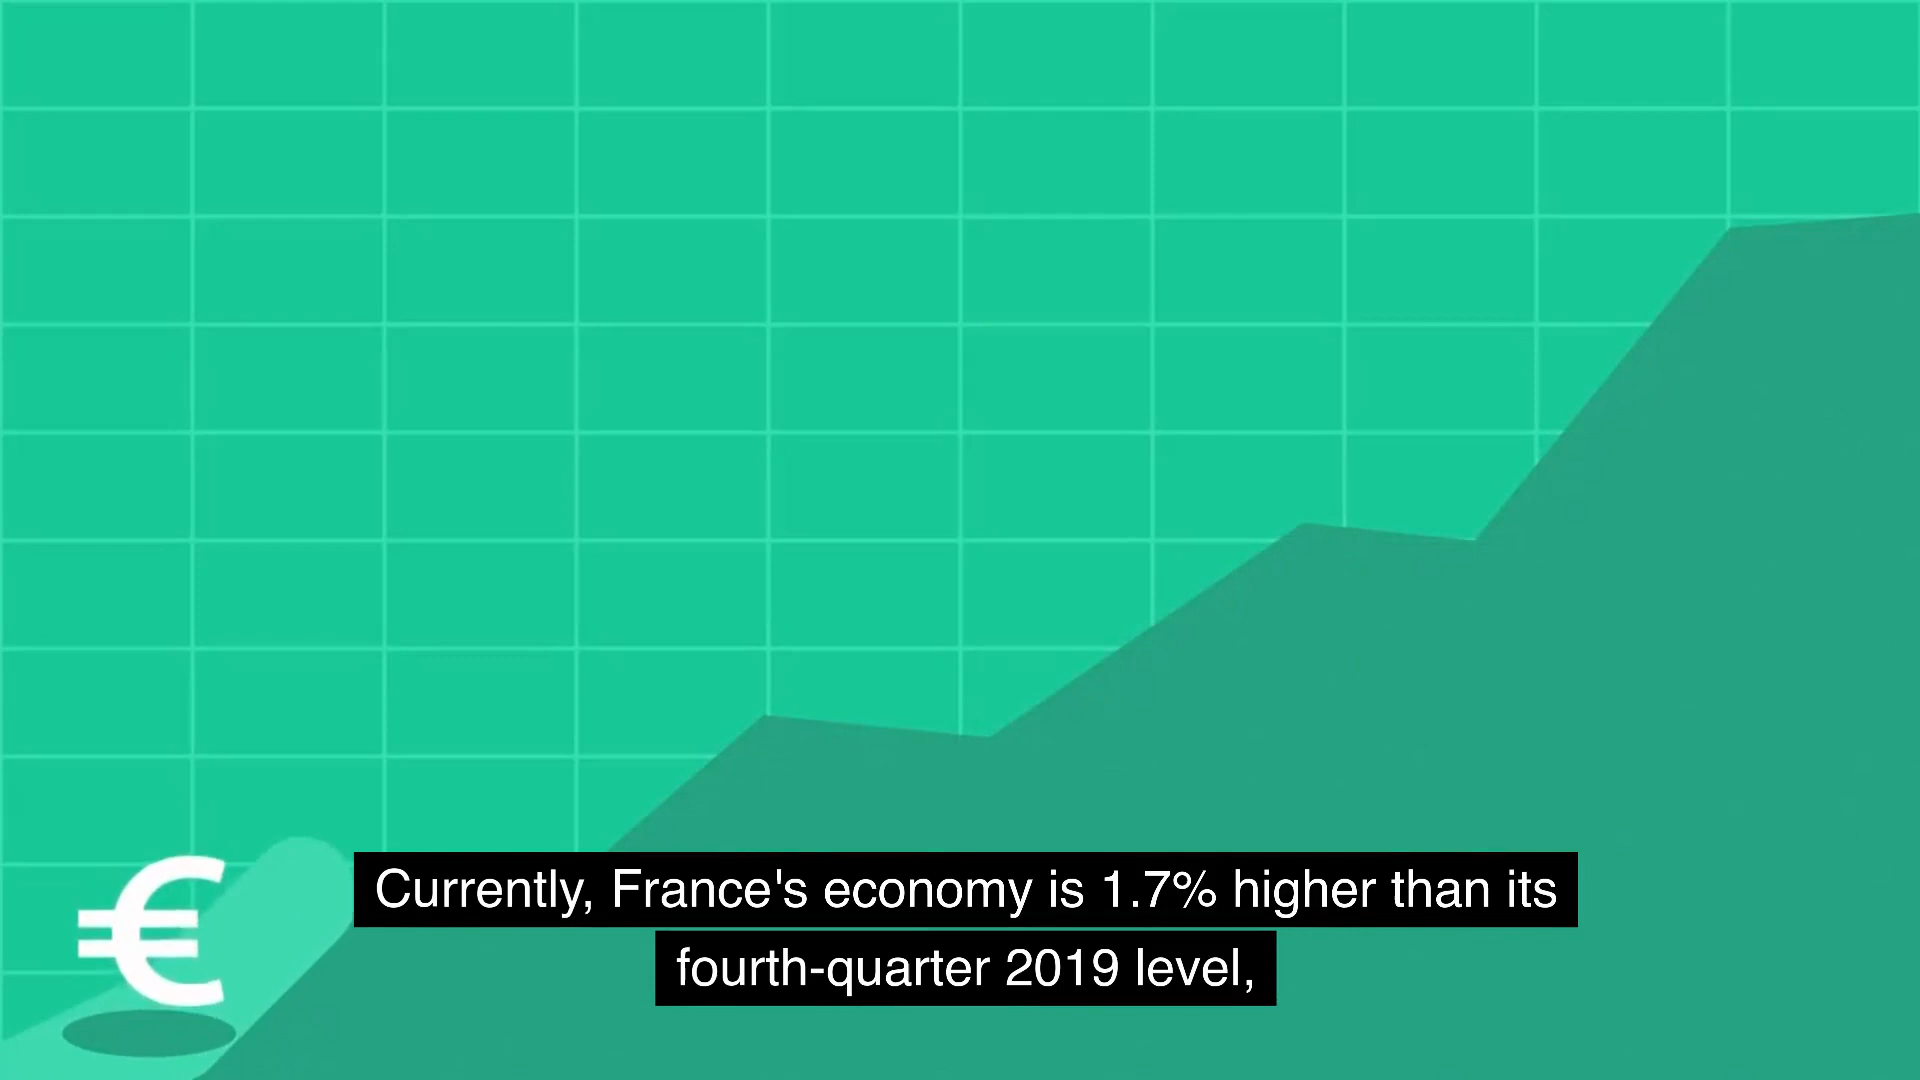 Currently, France's economy is 1.7% higher than its
fourth-quarter 2019 level,
€